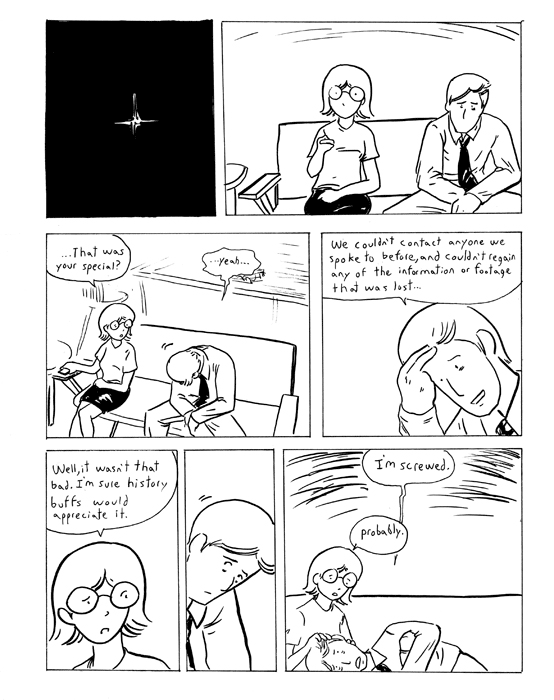 ...That was
your special?
...yeah...
We couldn't contact anyone we
spoke to before, and couldn't regain
any of the information or footage
that was lost...
Well, it wasn't that
bad. I'm sure history
buffs would
appreciate it.
I'm screwed.
probably.